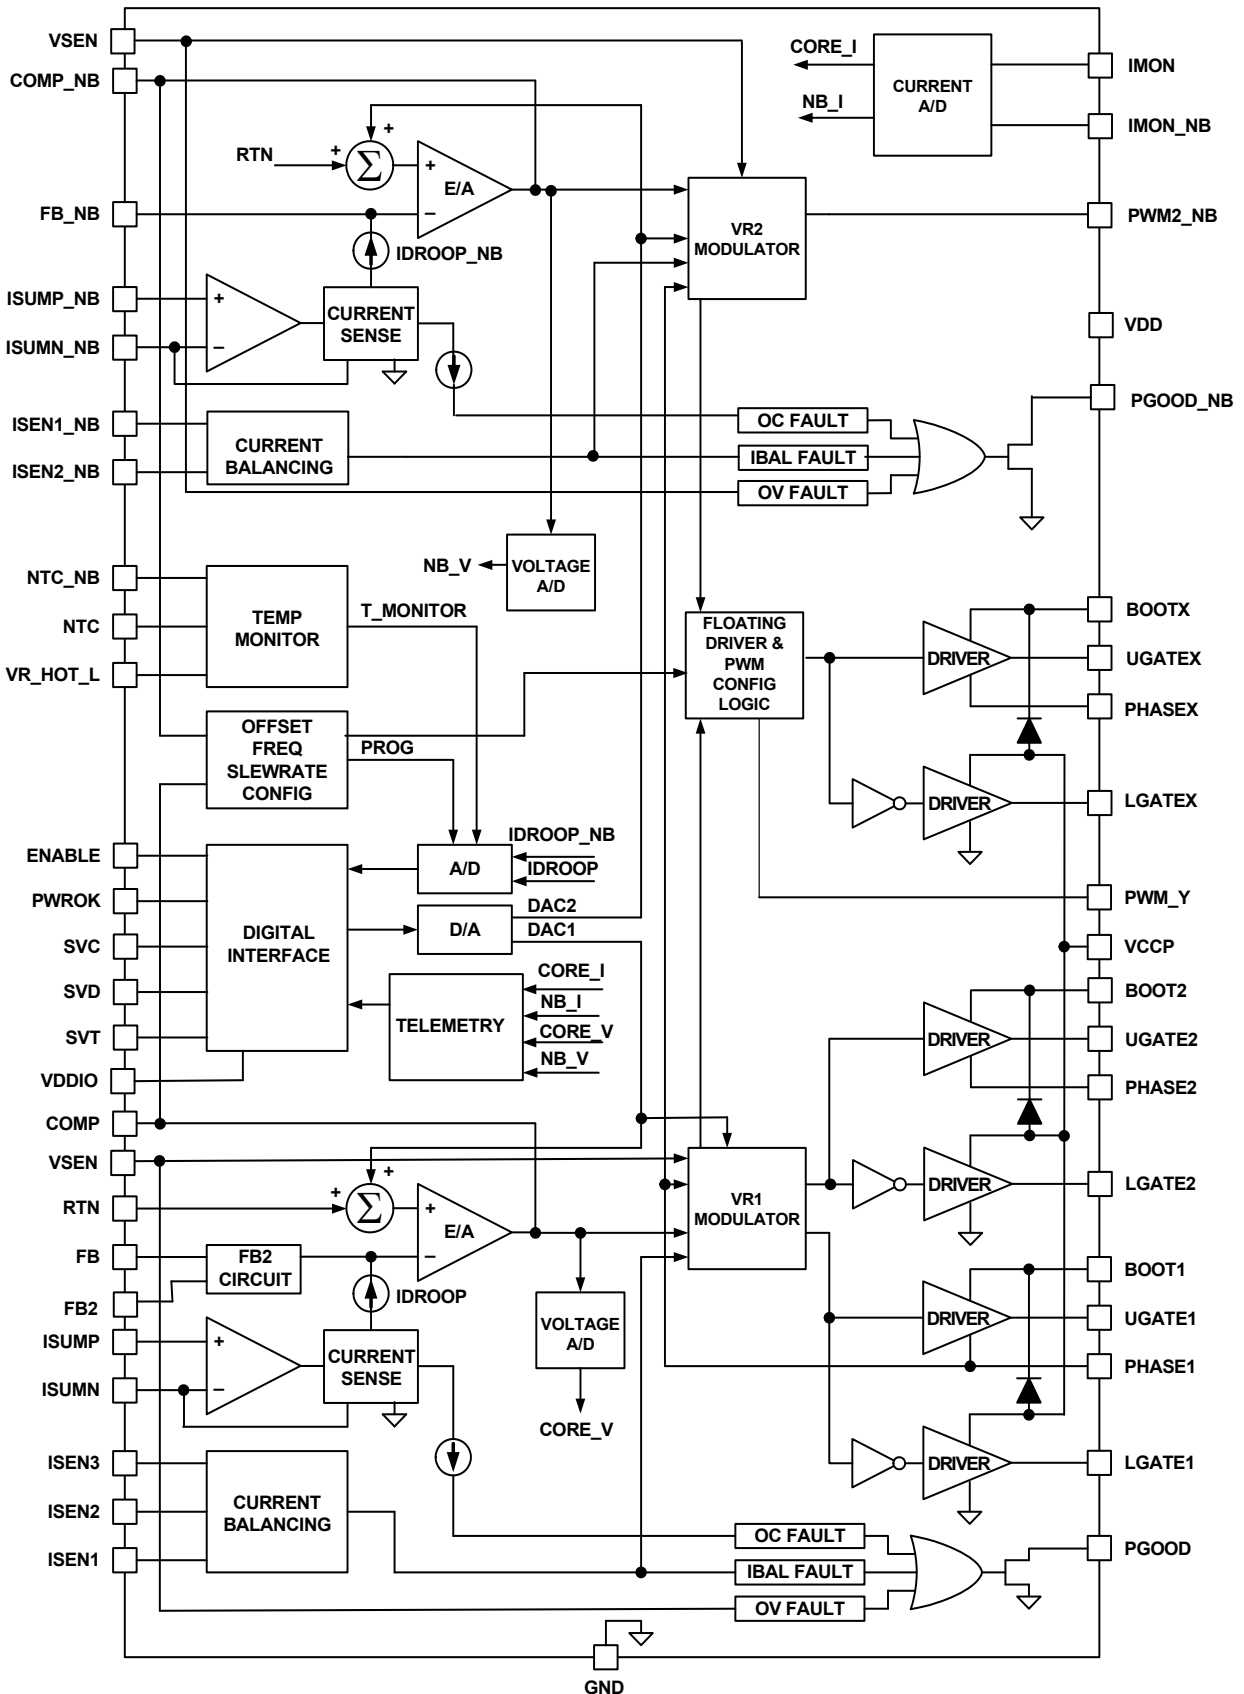 VSEN
COMP_NB
CORE_I
CURRENT
A/D
IMON
NB_I
IMON_NB
+
RTN
+
Σ
+
E/A
−
FB_NB
IDROOP_NB
VR2
MODULATOR
PWM2_NB
ISUMP_NB
+
CURRENT
SENSE
VDD
ISUMN_NB
−
PGOOD_NB
ISEN1_NB
OC FAULT
CURRENT
BALANCING
IBAL FAULT
ISEN2_NB
OV FAULT
NB_V
VOLTAGE
A/D
NTC_NB
TEMP
MONITOR
T_MONITOR
NTC
VR_HOT_L
FLOATING
DRIVER &
PWM
CONFIG
LOGIC
BOOTX
DRIVER
UGATEX
PHASEX
OFFSET
FREQ
SLEWRATE
CONFIG
PROG
DRIVER
LGATEX
ENABLE
IDROOP_NB
A/D
IDROOP
PWROK
DAC2
PWM_Y
DIGITAL
INTERFACE
D/A
DAC1
SVC
VCCP
CORE_I
SVD
NB_I
BOOT2
TELEMETRY
CORE_V
SVT
DRIVER
UGATE2
NB_V
VDDIO
PHASE2
COMP
VSEN
+
RTN
+
Σ
+
E/A
−
VR1
MODULATOR
DRIVER
LGATE2
FB
FB2
CIRCUIT
FB2
IDROOP
BOOT1
VOLTAGE
A/D
DRIVER
UGATE1
ISUMP
+
CURRENT
SENSE
PHASE1
ISUMN
−
CORE_V
ISEN3
DRIVER
LGATE1
ISEN2
CURRENT
BALANCING
OC FAULT
ISEN1
IBAL FAULT
PGOOD
OV FAULT
GND